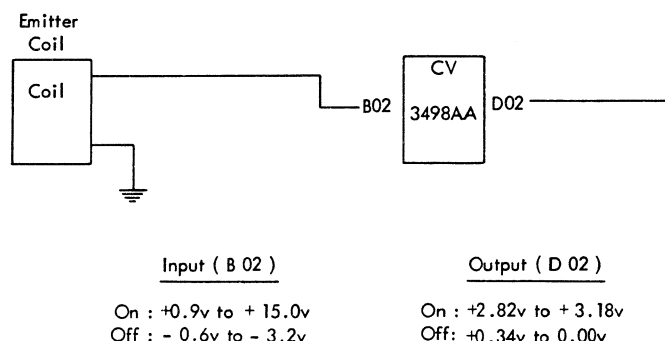 Emitter
Coil
Coil
CV
B02
3498AA
D02
Input ( B 02 )
Output ( D 02 )
On : +0.9v to + 15.0v
On : +2.82v to + 3.18v
Off : - 0.6v to - 3.2v
Off: +0.34v to 0.00v